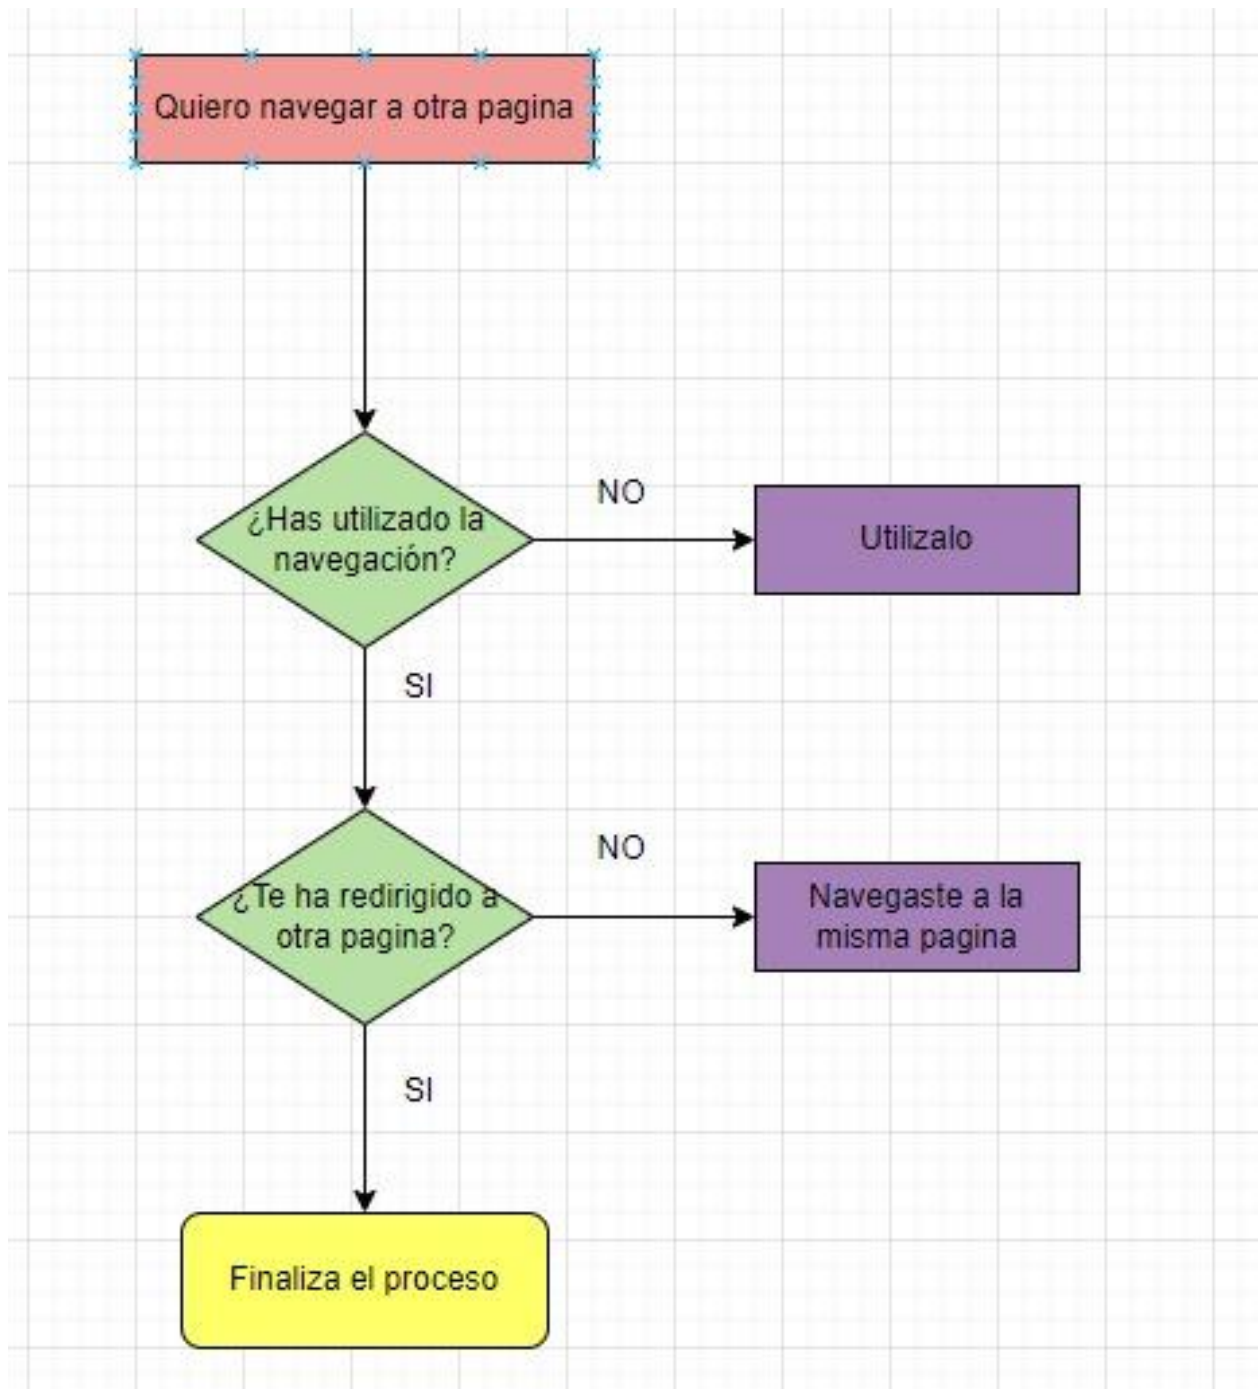 Quiero navegar a otra pagina
¿Has utilizado la
navegación?
NO
Utilizalo
SI
¿Te ha redirigido a
otra pagina?
NO
Navegaste a la
misma pagina
SI
Finaliza el proceso